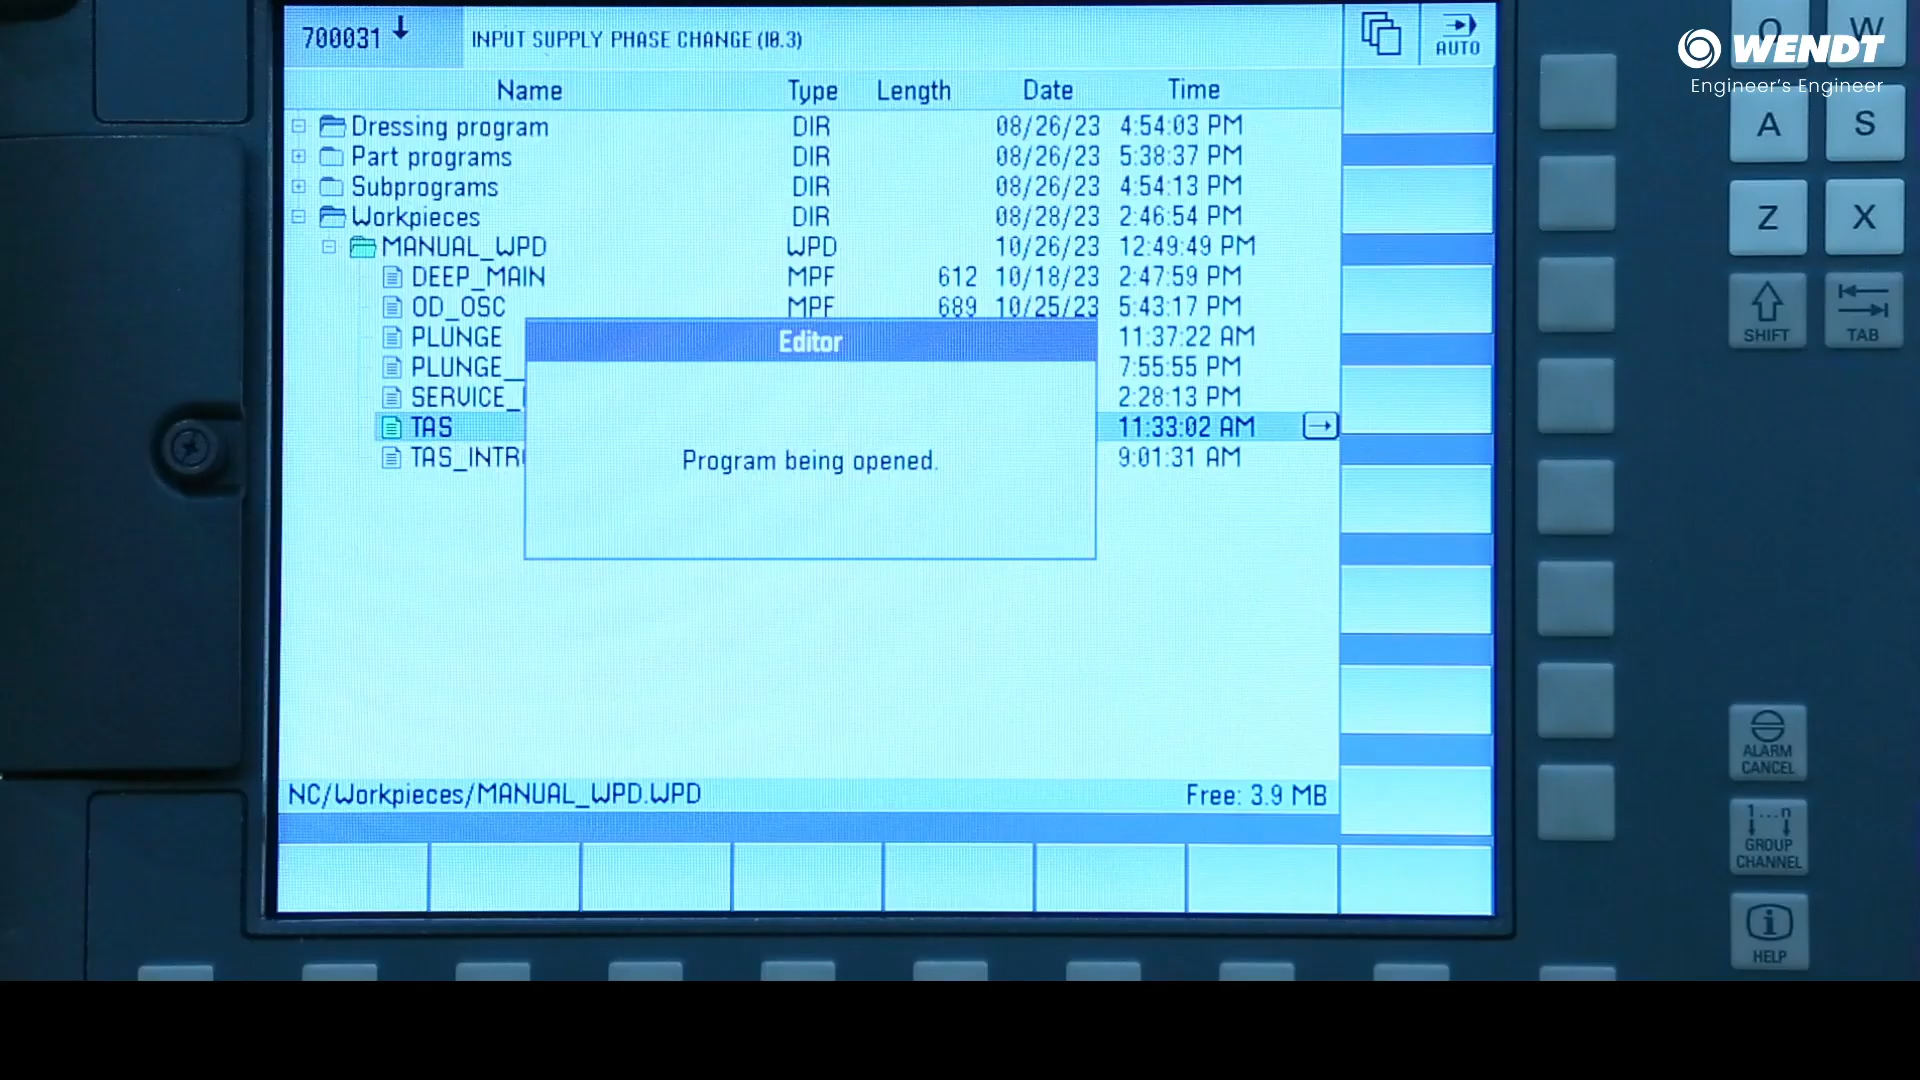 700031 ↓ INPUT SUPPLY PHASE CHANGE (I0.3)
AUTO
Name Type Length Date Time
Dressing program DIR 08/26/23 4:54:03 PM
Part programs DIR 08/26/23 5:38:37 PM
Subprograms DIR 08/26/23 4:54:13 PM
Workpieces DIR 08/28/23 2:46:54 PM
MANUAL_WPD WPD 10/26/23 12:49:49 PM
DEEP_MAIN MPF 612 10/18/23 2:47:59 PM
OD_OSC MPF 689 10/25/23 5:43:17 PM
PLUNGE 11:37:22 AM
PLUNGE_ 7:55:55 PM
SERVICE_ 2:28:13 PM
TAS 11:33:02 AM
TAS_INTR 9:01:31 AM
Editor
Program being opened.
NC/Workpieces/MANUAL_WPD.WPD Free: 3.9 MB
WENDT
Engineer's Engineer
Q W
A S
Z X
SHIFT TAB
ALARM
CANCEL
1...n
GROUP
CHANNEL
i
HELP